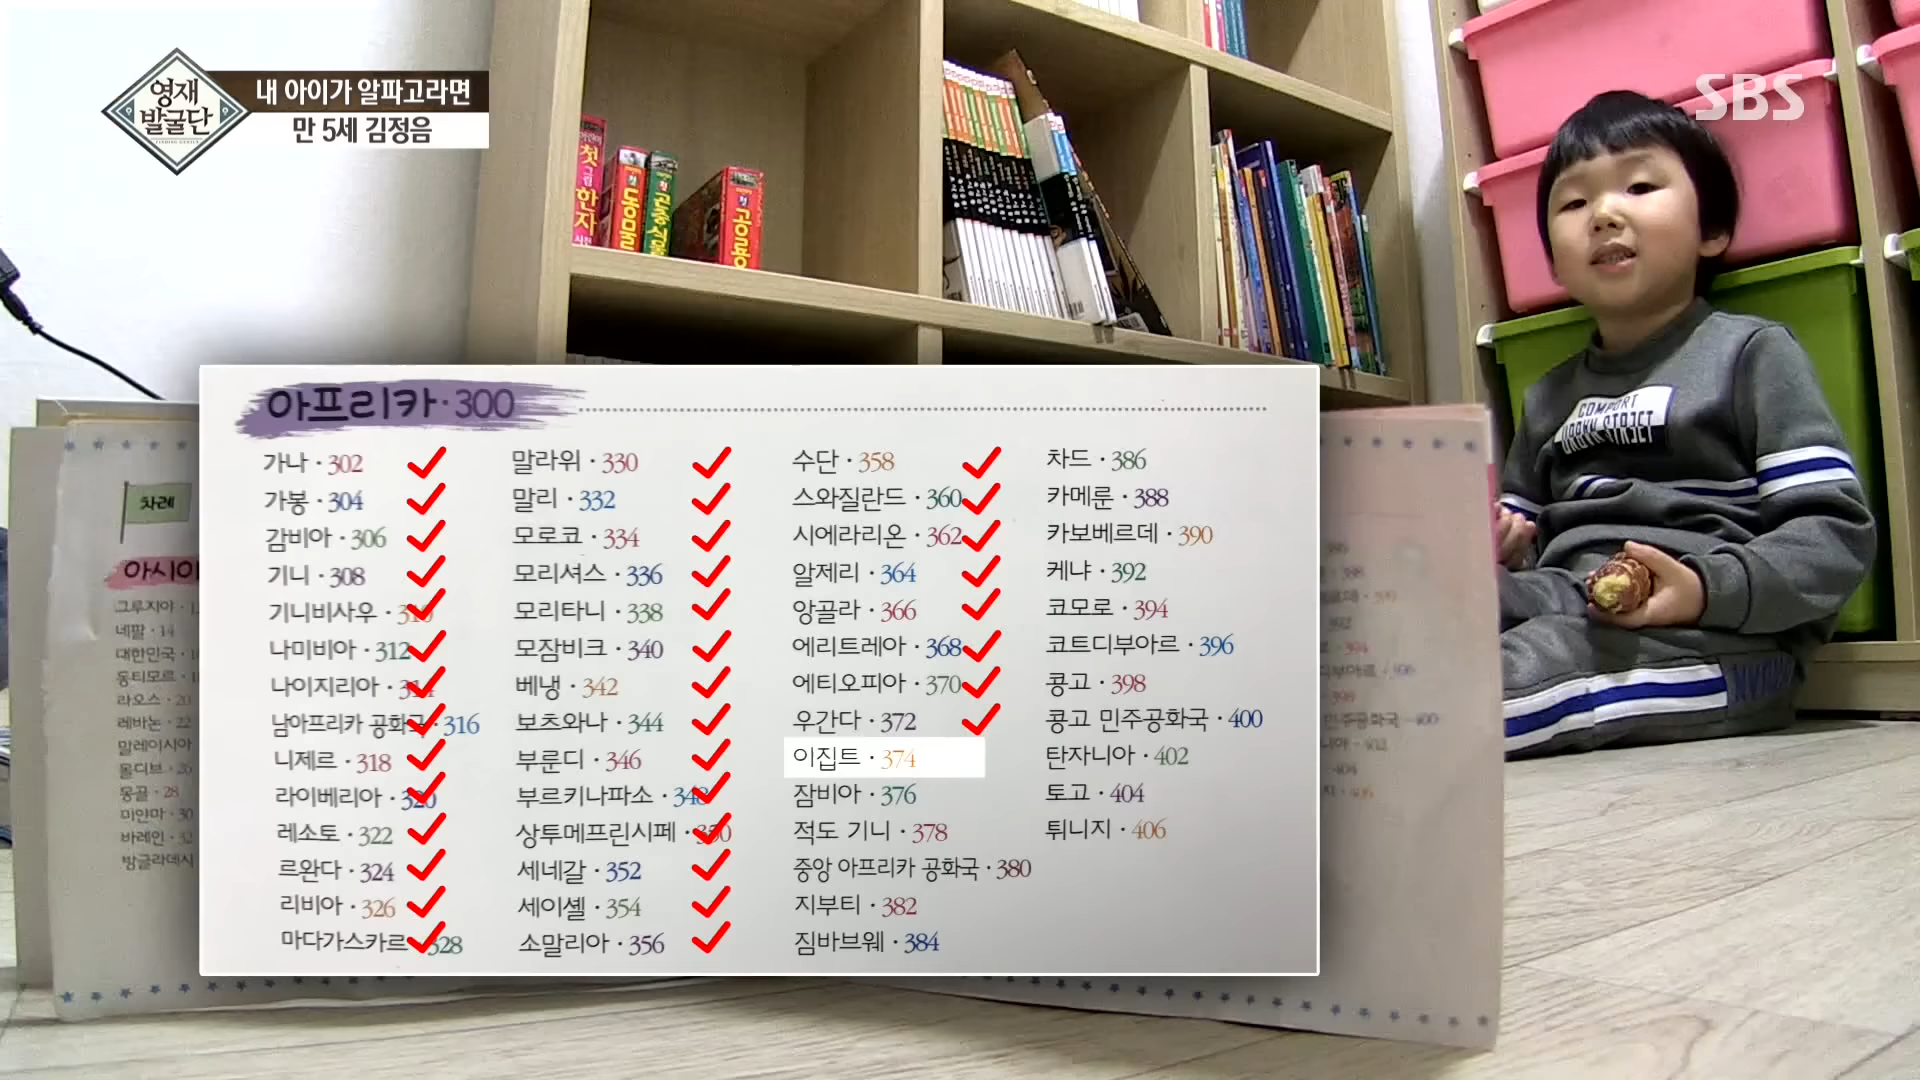 영재
발굴단
내 아이가 알파고라면
만 5세 김정음
SBS
첫
한자
동물
공룡
COMFORT
URBAN STREET
차례
아시아
그루지야
네팔 · 14
대한민국
동티모르
라오스 · 20
레바논 · 22
말레이시아
몰디브 · 26
몽골 · 28
미얀마 · 30
바레인 · 32
방글라데시
아프리카 · 300
가나 · 302
가봉 · 304
감비아 · 306
기니 · 308
기니비사우 · 310
나미비아 · 312
나이지리아 · 314
남아프리카 공화국 · 316
니제르 · 318
라이베리아 · 320
레소토 · 322
르완다 · 324
리비아 · 326
마다가스카르 · 328
말라위 · 330
말리 · 332
모로코 · 334
모리셔스 · 336
모리타니 · 338
모잠비크 · 340
베냉 · 342
보츠와나 · 344
부룬디 · 346
부르키나파소 · 348
상투메프린시페 · 350
세네갈 · 352
세이셸 · 354
소말리아 · 356
수단 · 358
스와질란드 · 360
시에라리온 · 362
알제리 · 364
앙골라 · 366
에리트레아 · 368
에티오피아 · 370
우간다 · 372
이집트 · 374
잠비아 · 376
적도 기니 · 378
중앙 아프리카 공화국 · 380
지부티 · 382
짐바브웨 · 384
차드 · 386
카메룬 · 388
카보베르데 · 390
케냐 · 392
코모로 · 394
코트디부아르 · 396
콩고 · 398
콩고 민주공화국 · 400
탄자니아 · 402
토고 · 404
튀니지 · 406